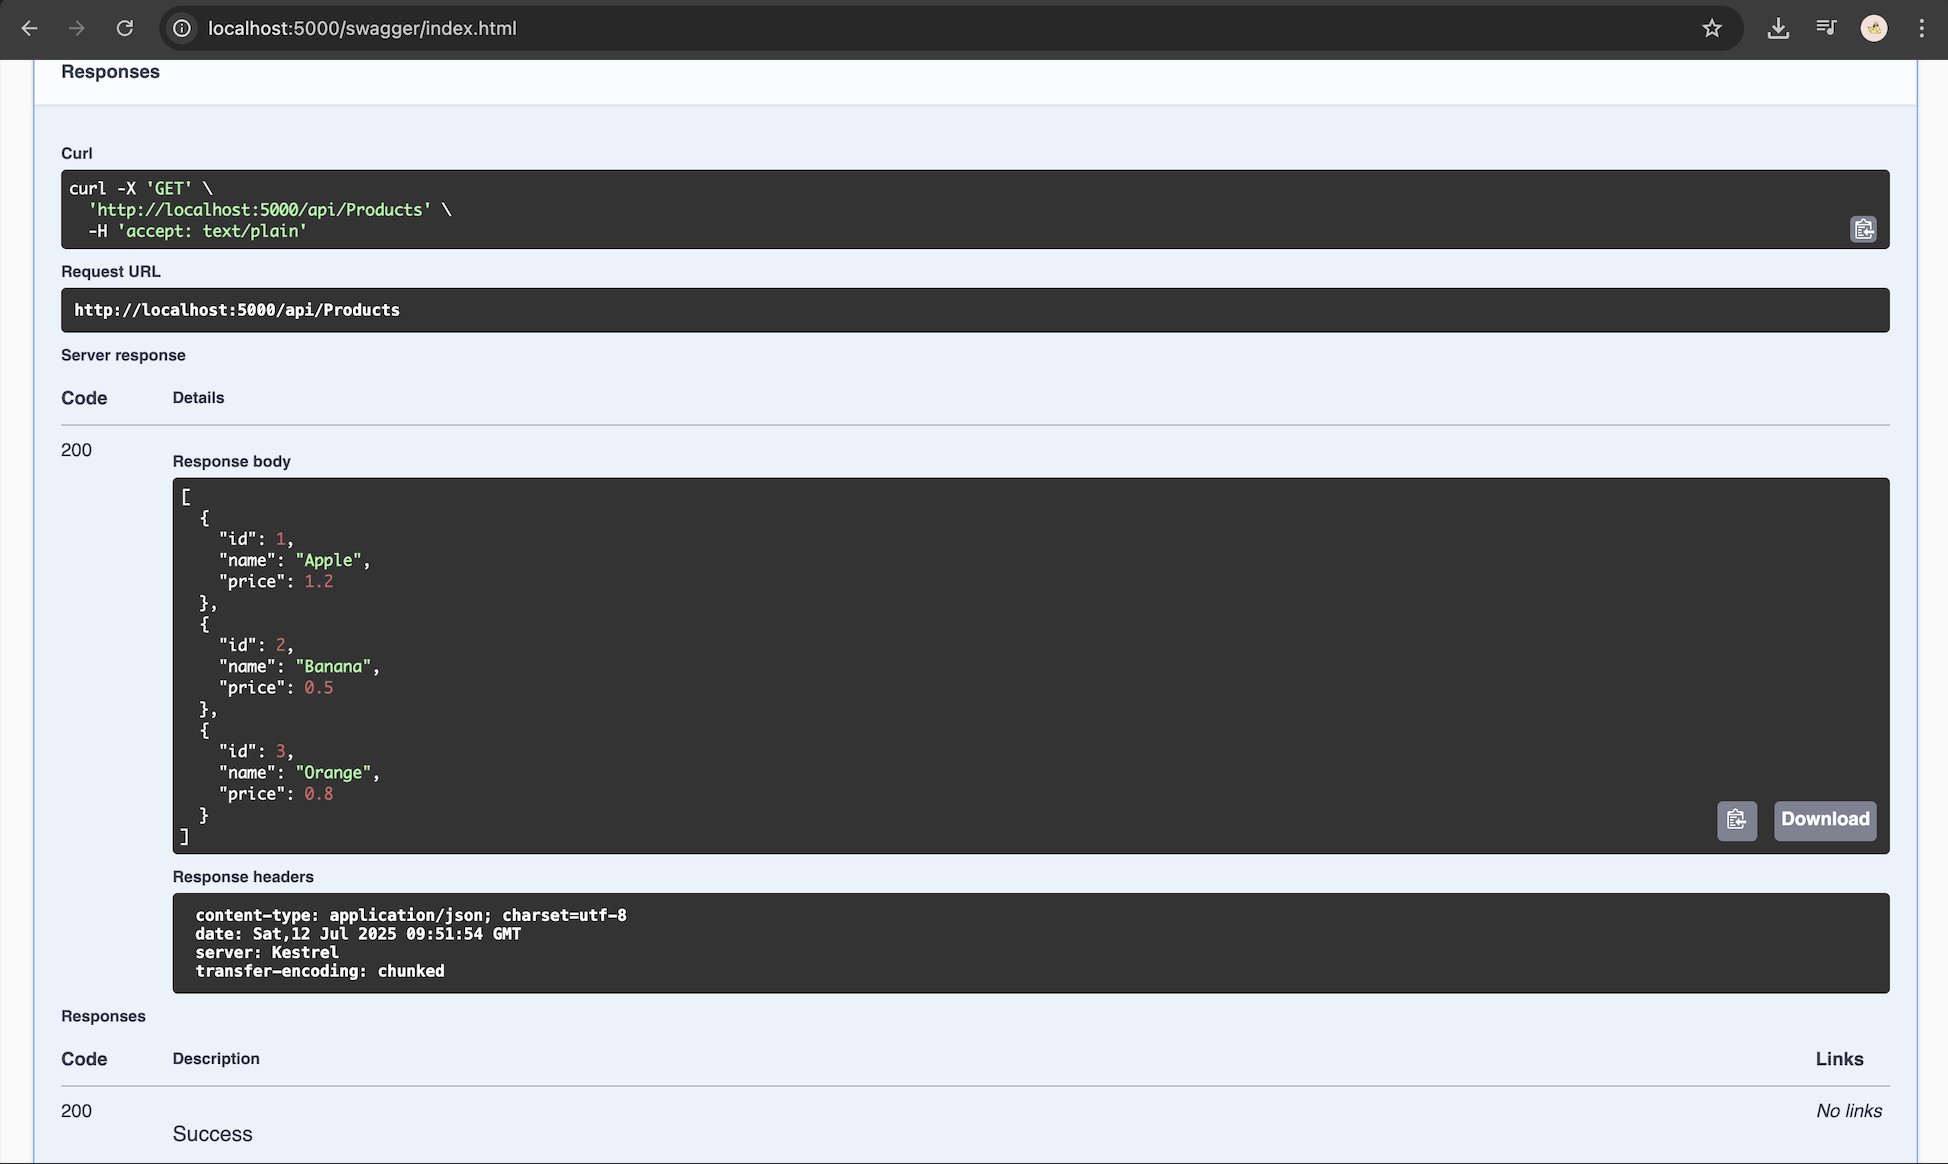 localhost:5000/swagger/index.html
Responses
Curl
curl -X 'GET' \
  'http://localhost:5000/api/Products' \
  -H 'accept: text/plain'
Request URL
http://localhost:5000/api/Products
Server response
Code Details
200
Response body
[
  {
    "id": 1,
    "name": "Apple",
    "price": 1.2
  },
  {
    "id": 2,
    "name": "Banana",
    "price": 0.5
  },
  {
    "id": 3,
    "name": "Orange",
    "price": 0.8
  }
]
Download
Response headers
content-type: application/json; charset=utf-8
date: Sat,12 Jul 2025 09:51:54 GMT
server: Kestrel
transfer-encoding: chunked
Responses
Code Description Links
200 No links
Success